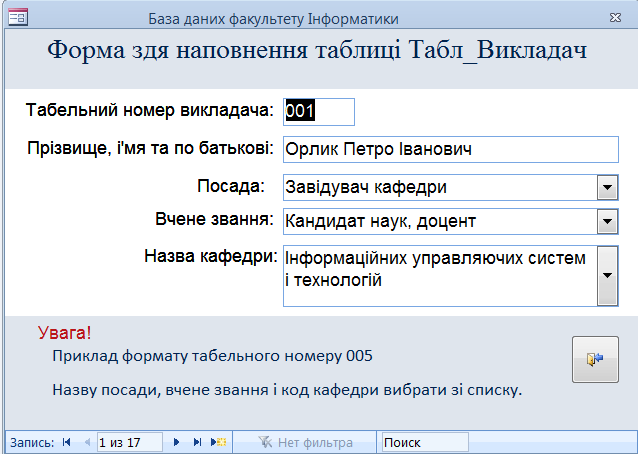 База даних факультету Інформатики
Форма здя наповнення таблиці Табл_Викладач
Табельний номер викладача: 001
Прізвище, і'мя та по батькові: Орлик Петро Іванович
Посада: Завідувач кафедри
Вчене звання: Кандидат наук, доцент
Назва кафедри: Інформаційних управляючих систем
і технологій
Увага!
Приклад формату табельного номеру 005
Назву посади, вчене звання і код кафедри вибрати зі списку.
Запись: 1 из 17 Нет фильтра Поиск